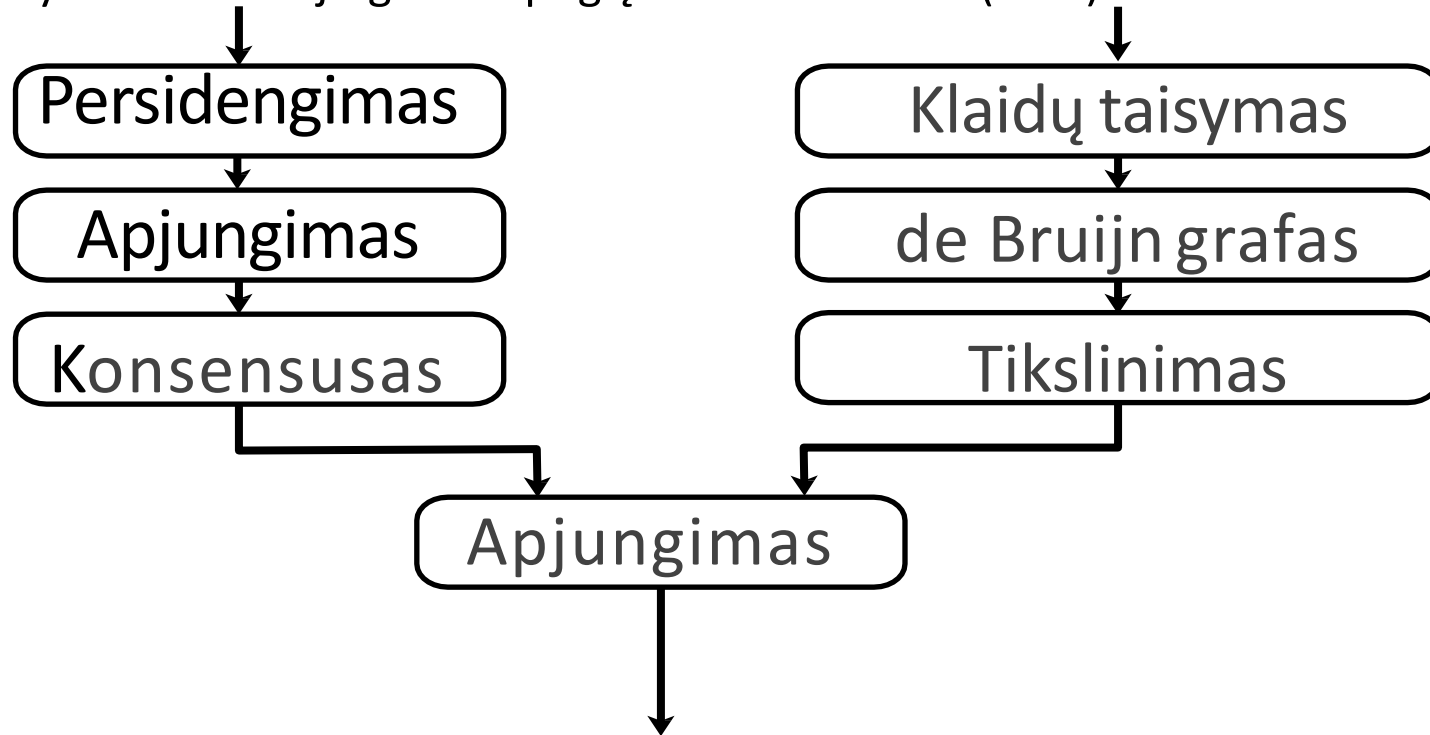 Persidengimas
Apjungimas
Konsensusas
Klaidų taisymas
de Bruijn grafas
Tikslinimas
Apjungimas